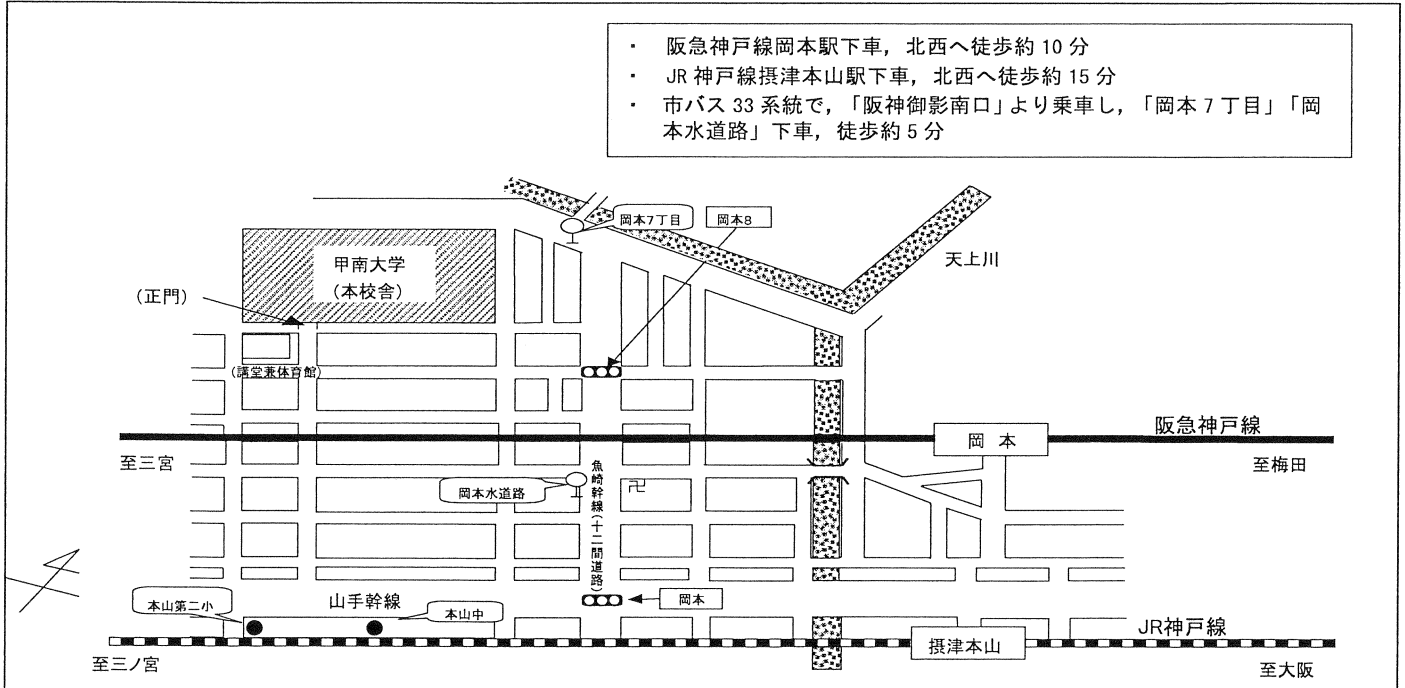 ・ 阪急神戸線岡本駅下車，北西へ徒歩約 10 分
・ JR 神戸線摂津本山駅下車，北西へ徒歩約 15 分
・ 市バス 33 系統で，「阪神御影南口」より乗車し，「岡本 7 丁目」「岡
本水道路」下車，徒歩約 5 分
岡本7丁目
岡本8
甲南大学
(本校舎)
天上川
(正門)
(講堂兼体育館)
阪急神戸線
岡 本
至三宮
至梅田
岡本水道路
魚崎幹線(十二間道路)
卍
本山第二小
山手幹線
本山中
岡本
JR神戸線
摂津本山
至三ノ宮
至大阪